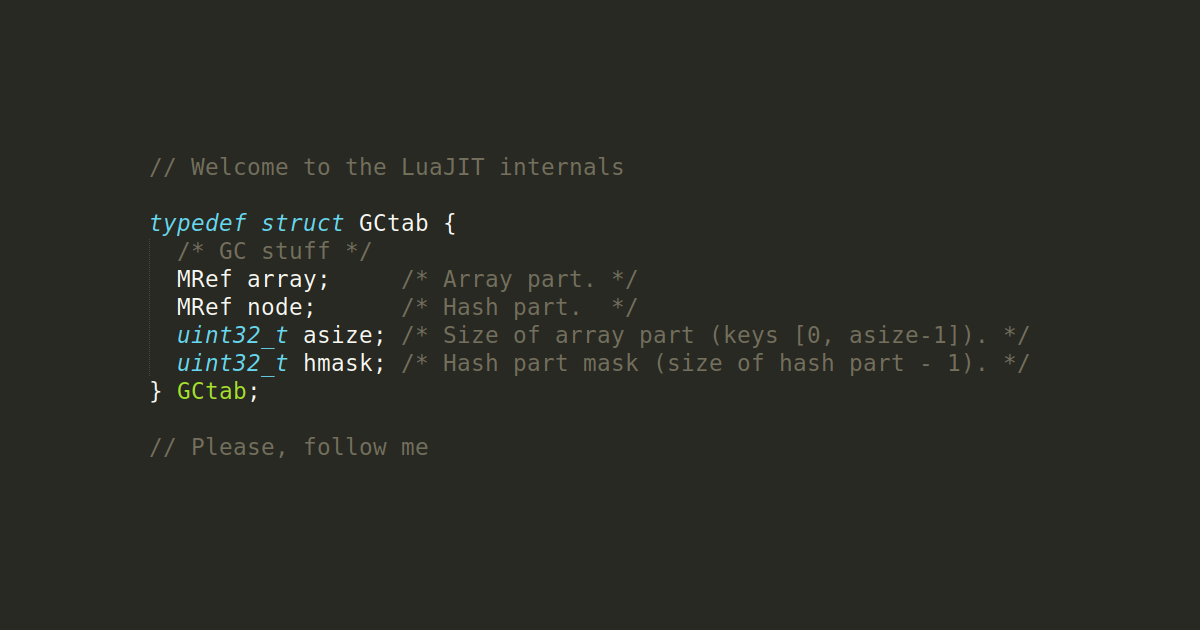 // Welcome to the LuaJIT internals
typedef struct GCtab {
/* GC stuff */
MRef array; /* Array part. */
MRef node; /* Hash part. */
uint32_t asize; /* Size of array part (keys [0, asize-1]). */
uint32_t hmask; /* Hash part mask (size of hash part - 1). */
} GCtab;
// Please, follow me